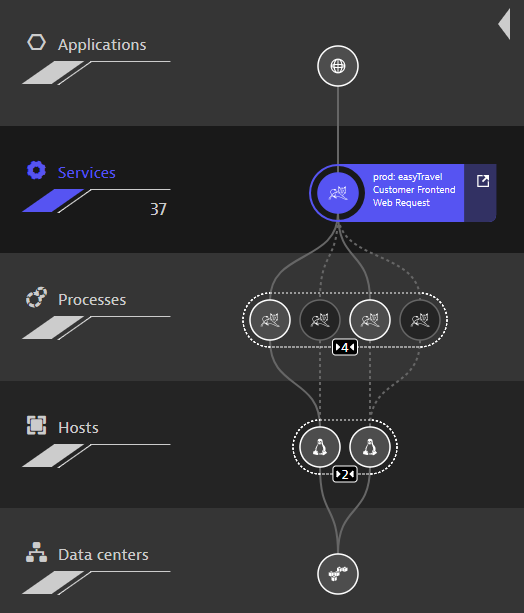 Applications
Services
37
prod: easyTravel
Customer Frontend
Web Request
Processes
4
Hosts
2
Data centers